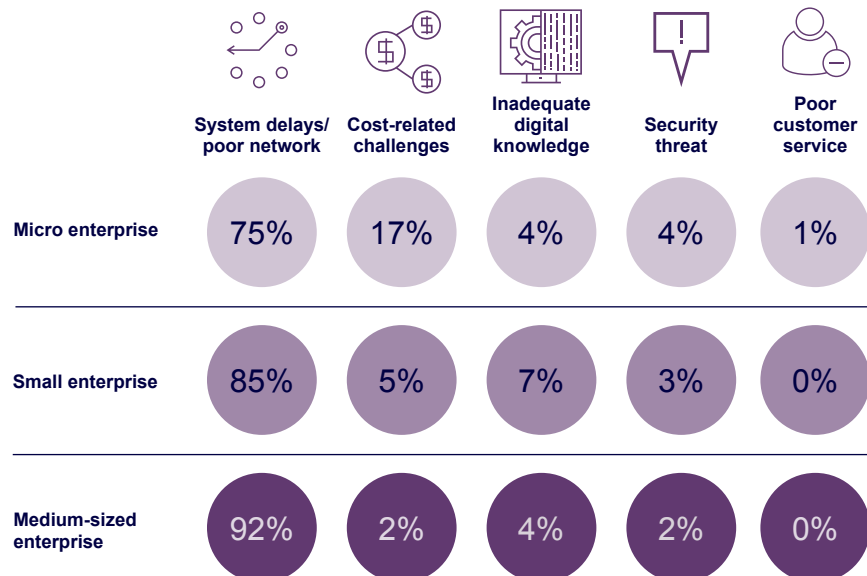 System delays/
poor network
Cost-related
challenges
Inadequate
digital
knowledge
Security
threat
Poor
customer
service
Micro enterprise
75%
17%
4%
4%
1%
Small enterprise
85%
5%
7%
3%
0%
Medium-sized
enterprise
92%
2%
4%
2%
0%